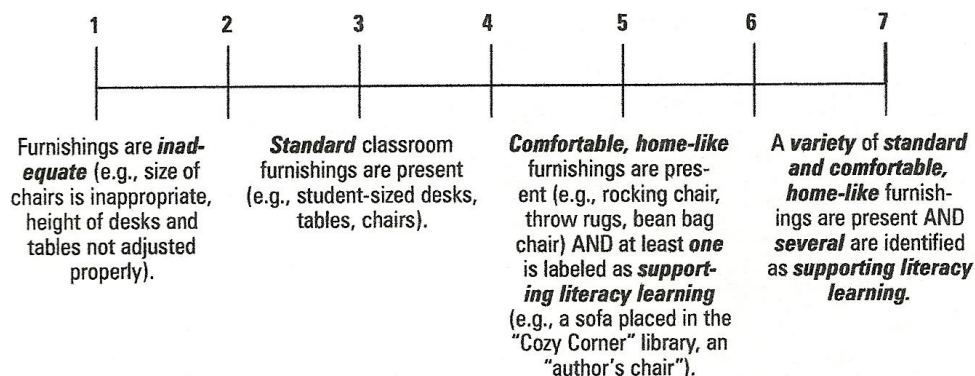 1 2 3 4 5 6 7
Furnishings are inad-
equate (e.g., size of
chairs is inappropriate,
height of desks and
tables not adjusted
properly).
Standard classroom
furnishings are present
(e.g., student-sized desks,
tables, chairs).
Comfortable, home-like
furnishings are pres-
ent (e.g., rocking chair,
throw rugs, bean bag
chair) AND at least one
is labeled as support-
ing literacy learning
(e.g., a sofa placed in the
"Cozy Corner" library, an
"author's chair").
A variety of standard
and comfortable,
home-like furnish-
ings are present AND
several are identified
as supporting literacy
learning.